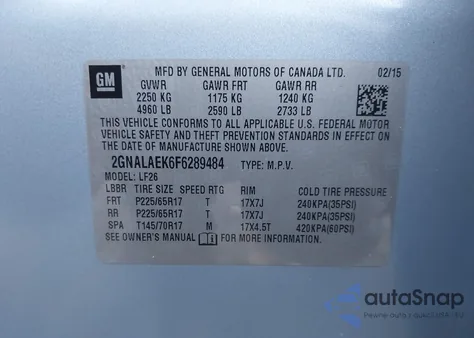 GM
MFD BY GENERAL MOTORS OF CANADA LTD. 02/15
GVWR GAWR FRT GAWR RR
2250 KG 1175 KG 1240 KG
4960 LB 2590 LB 2733 LB
THIS VEHICLE CONFORMS TO ALL APPLICABLE U.S. FEDERAL MOTOR
VEHICLE SAFETY AND THEFT PREVENTION STANDARDS IN EFFECT ON
THE DATE OF MANUFACTURE SHOWN ABOVE.
2GNALAEK6F6289484 TYPE: M.P.V.
MODEL: LF26
LBBR TIRE SIZE SPEED RTG RIM COLD TIRE PRESSURE
FRT P225/65R17 T 17X7J 240KPA(35PSI)
RR P225/65R17 T 17X7J 240KPA(35PSI)
SPA T145/70R17 M 17X4.5T 420KPA(60PSI)
SEE OWNER'S MANUAL FOR MORE INFORMATION.
autoSnap